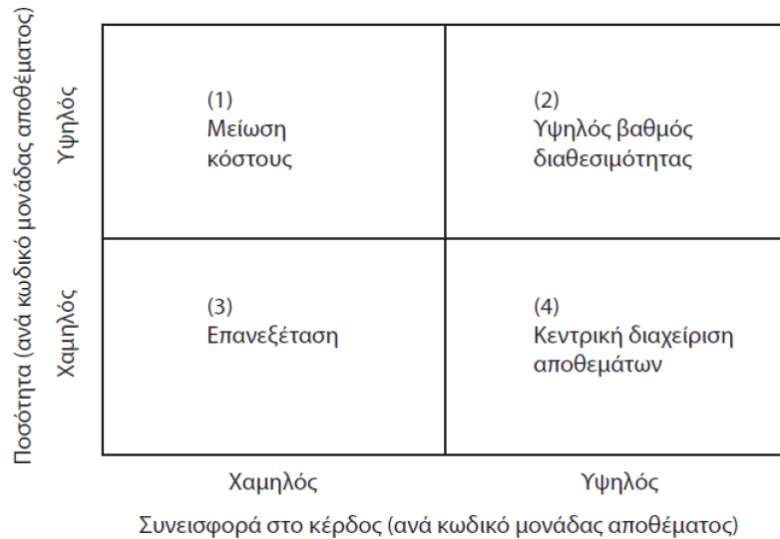 Ποσότητα (ανά κωδικό μονάδας αποθέματος)
Υψηλός
Χαμηλός
(1)
Μείωση
κόστους
(2)
Υψηλός βαθμός
διαθεσιμότητας
(3)
Επανεξέταση
(4)
Κεντρική διαχείριση
αποθεμάτων
Χαμηλός
Υψηλός
Συνεισφορά στο κέρδος (ανά κωδικό μονάδας αποθέματος)